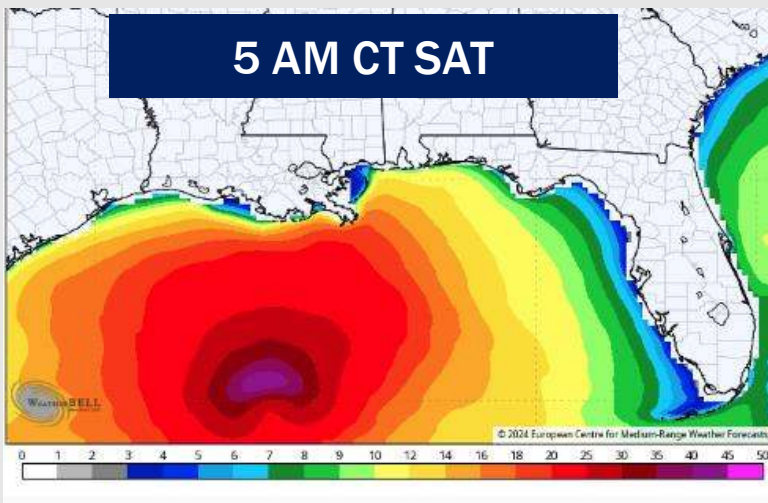 5 AM CT SAT
WEATHERBELL
© 2024 European Centre for Medium-Range Weather Forecasts
0 1 2 3 4 5 6 7 8 9 10 12 14 16 18 20 25 30 35 40 45 50